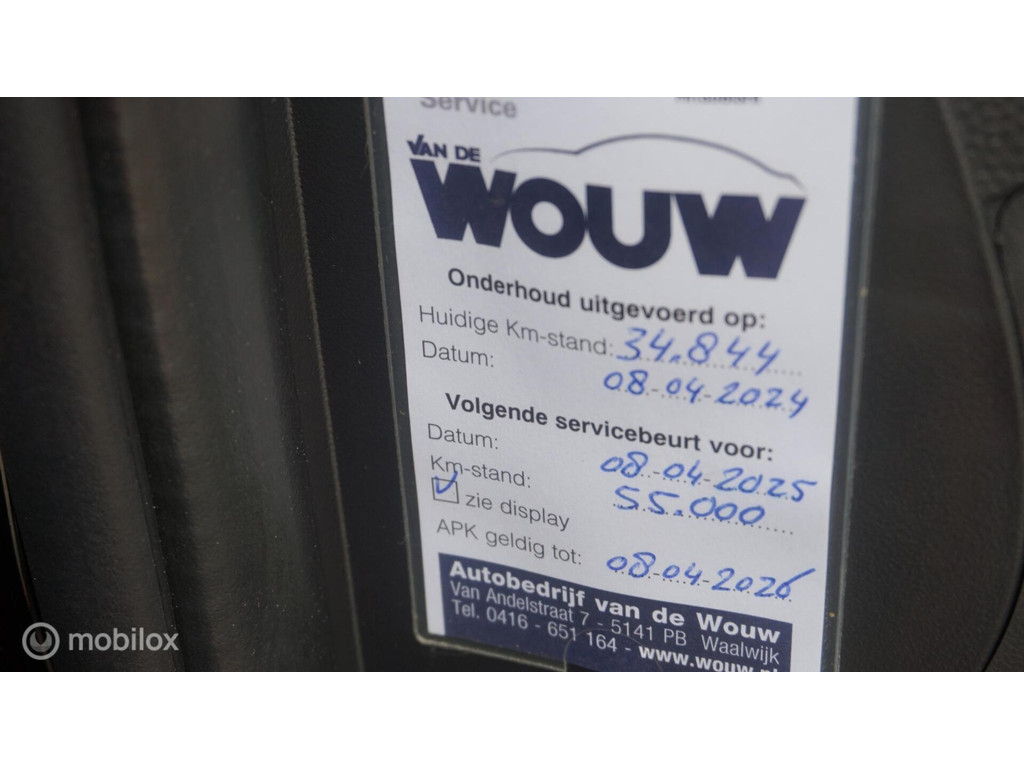 Service
VAN DE
WOUW
Onderhoud uitgevoerd op:
Huidige Km-stand: 34.844
Datum: 08-04-2024
Volgende servicebeurt voor:
Datum: 08-04-2025
Km-stand: 55.000
zie display
APK geldig tot: 08-04-2026
Autobedrijf van de Wouw
Van Andelstraat 7 - 5141 PB Waalwijk
Tel. 0416 - 651 164 - www.wouw.nl
mobilox